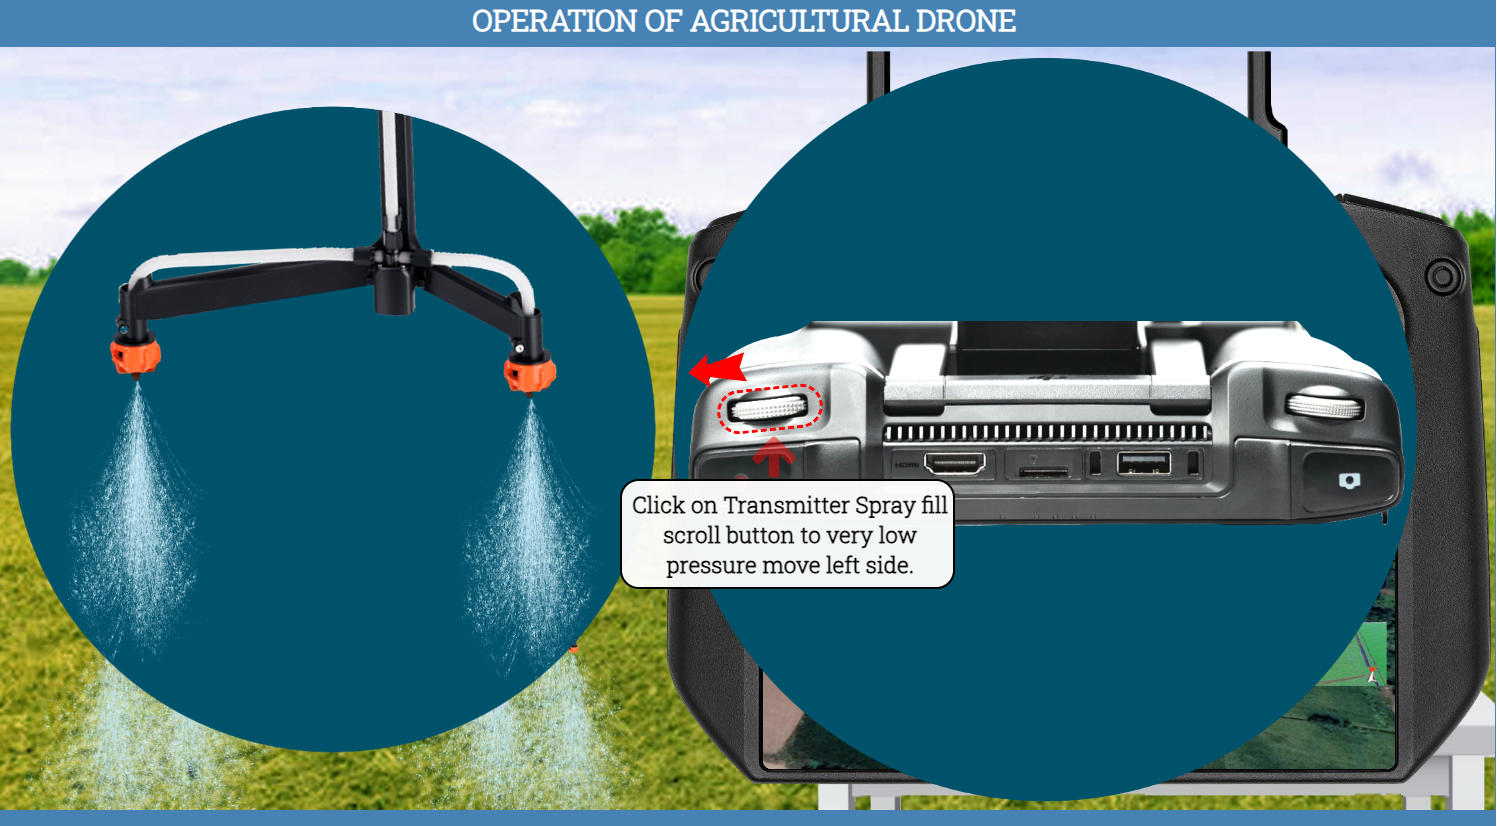 OPERATION OF AGRICULTURAL DRONE
HDMI
Click on Transmitter Spray fill
scroll button to very low
pressure move left side.